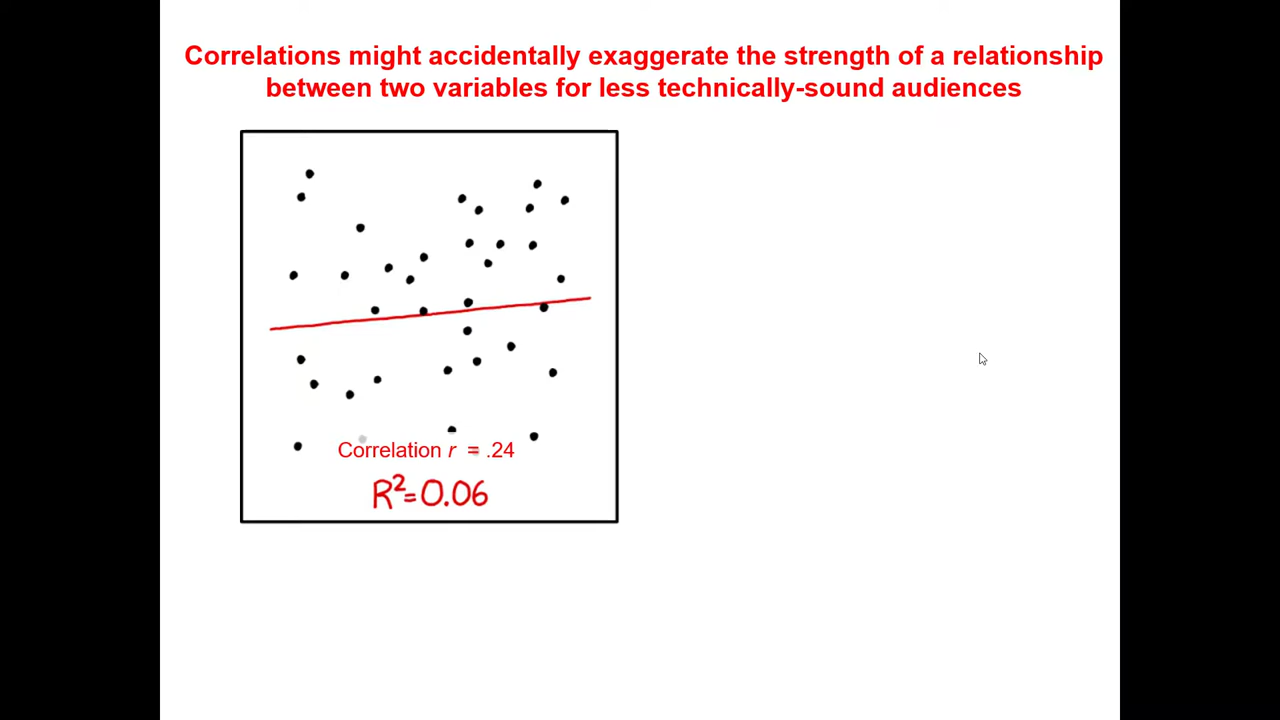 Correlations might accidentally exaggerate the strength of a relationship
between two variables for less technically-sound audiences
Correlation r = .24
R²=0.06